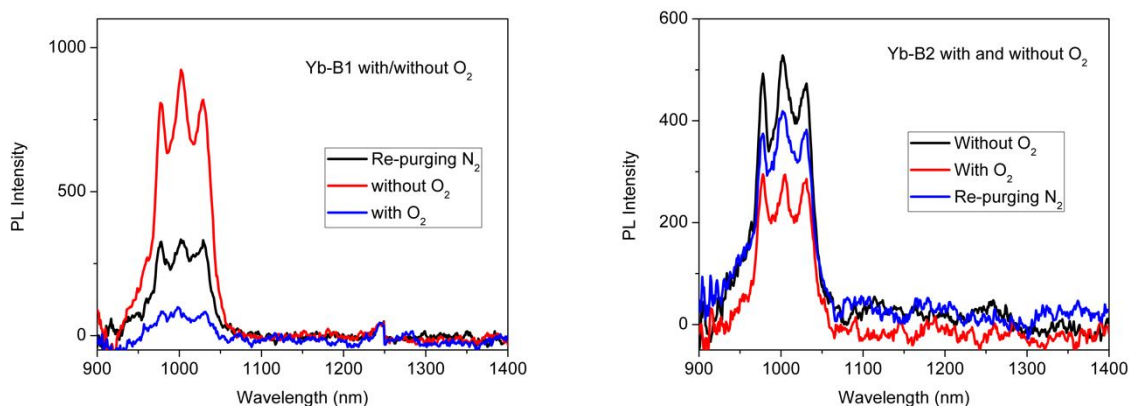 1000
500
0
PL Intensity
Yb-B1 with/without O2
Re-purging N2
without O2
with O2
900 1000 1100 1200 1300 1400
Wavelength (nm)
600
400
200
0
PL Intensity
Yb-B2 with and without O2
Without O2
With O2
Re-purging N2
900 1000 1100 1200 1300 1400
Wavelength (nm)